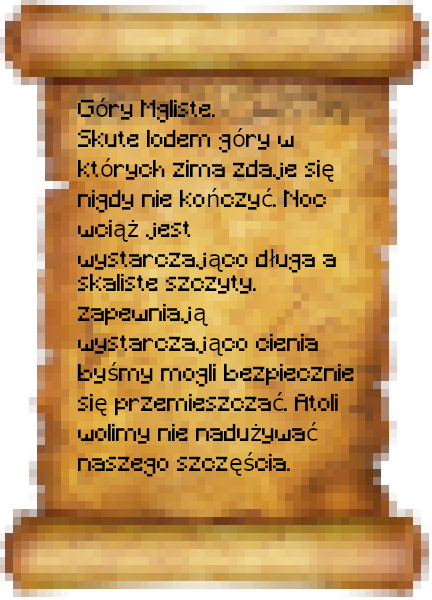 Góry Mgliste.
Skute lodem góry w
których zima zdaje się
nigdy nie kończyć. Noc
wciąż jest
wystarczająco długa a
skaliste szczyty.
zapewniają
wystarczająco cienia
byśmy mogli bezpiecznie
się przemieszczać. Atoli
wolimy nie nadużywać
naszego szczęścia.